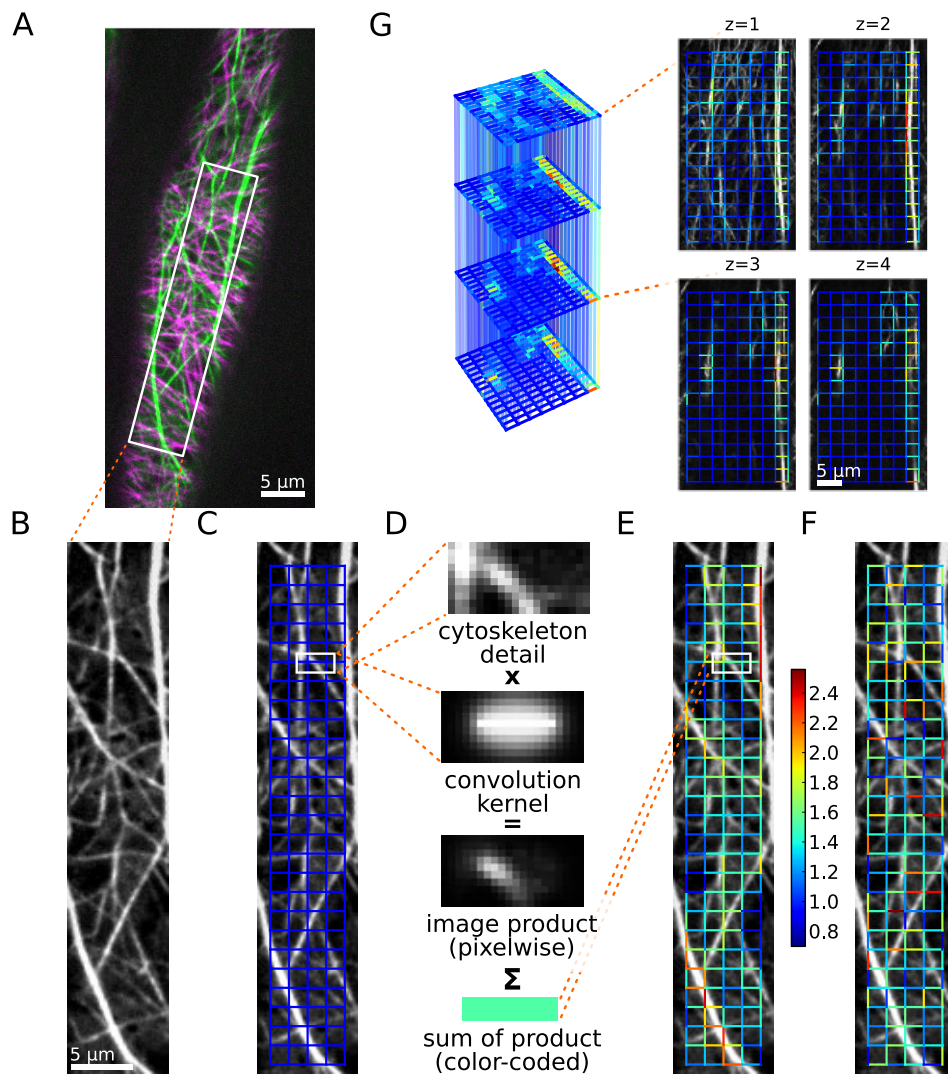 A
5 μm
G
z=1
z=2
z=3
z=4
5 μm
B
5 μm
C
D
cytoskeleton
detail
x
convolution
kernel
=
image product
(pixelwise)
Σ
sum of product
(color-coded)
E
2.4
2.2
2.0
1.8
1.6
1.4
1.2
1.0
0.8
F